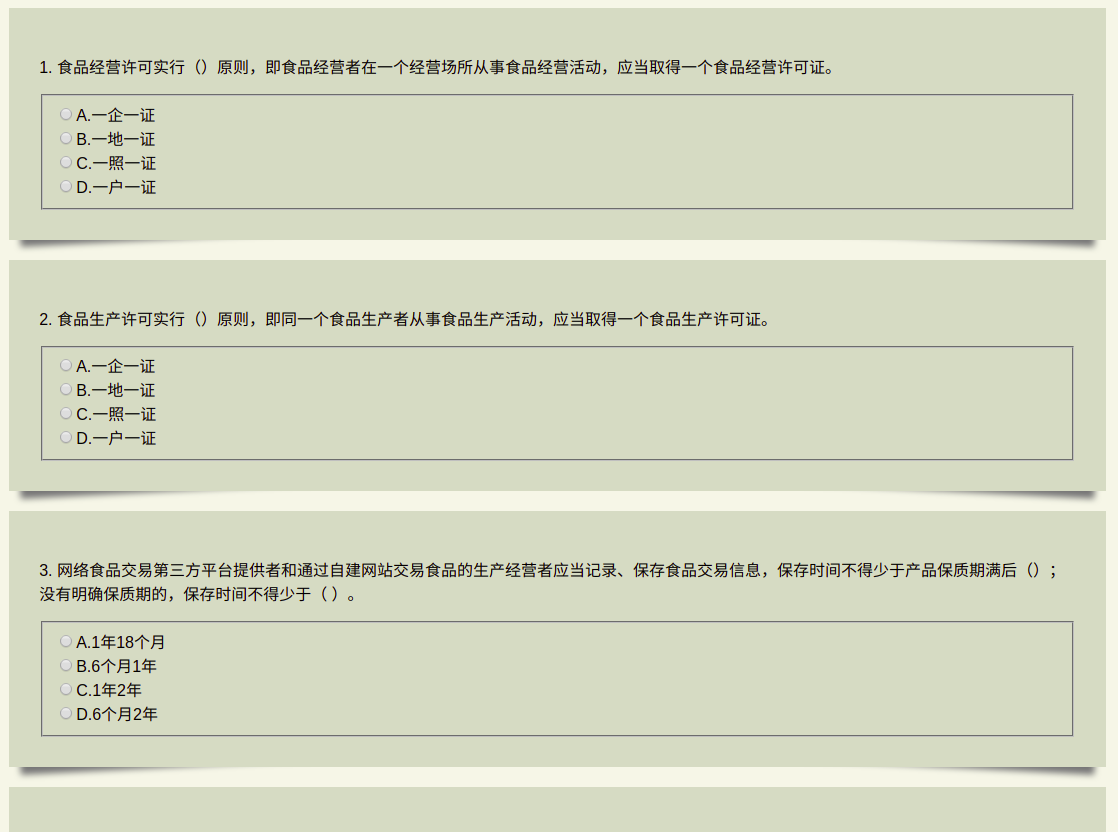 1. 食品经营许可实行（）原则，即食品经营者在一个经营场所从事食品经营活动，应当取得一个食品经营许可证。
A.一企一证
B.一地一证
C.一照一证
D.一户一证
2. 食品生产许可实行（）原则，即同一个食品生产者从事食品生产活动，应当取得一个食品生产许可证。
A.一企一证
B.一地一证
C.一照一证
D.一户一证
3. 网络食品交易第三方平台提供者和通过自建网站交易食品的生产经营者应当记录、保存食品交易信息，保存时间不得少于产品保质期满后（）；
没有明确保质期的，保存时间不得少于（ ）。
A.1年18个月
B.6个月1年
C.1年2年
D.6个月2年